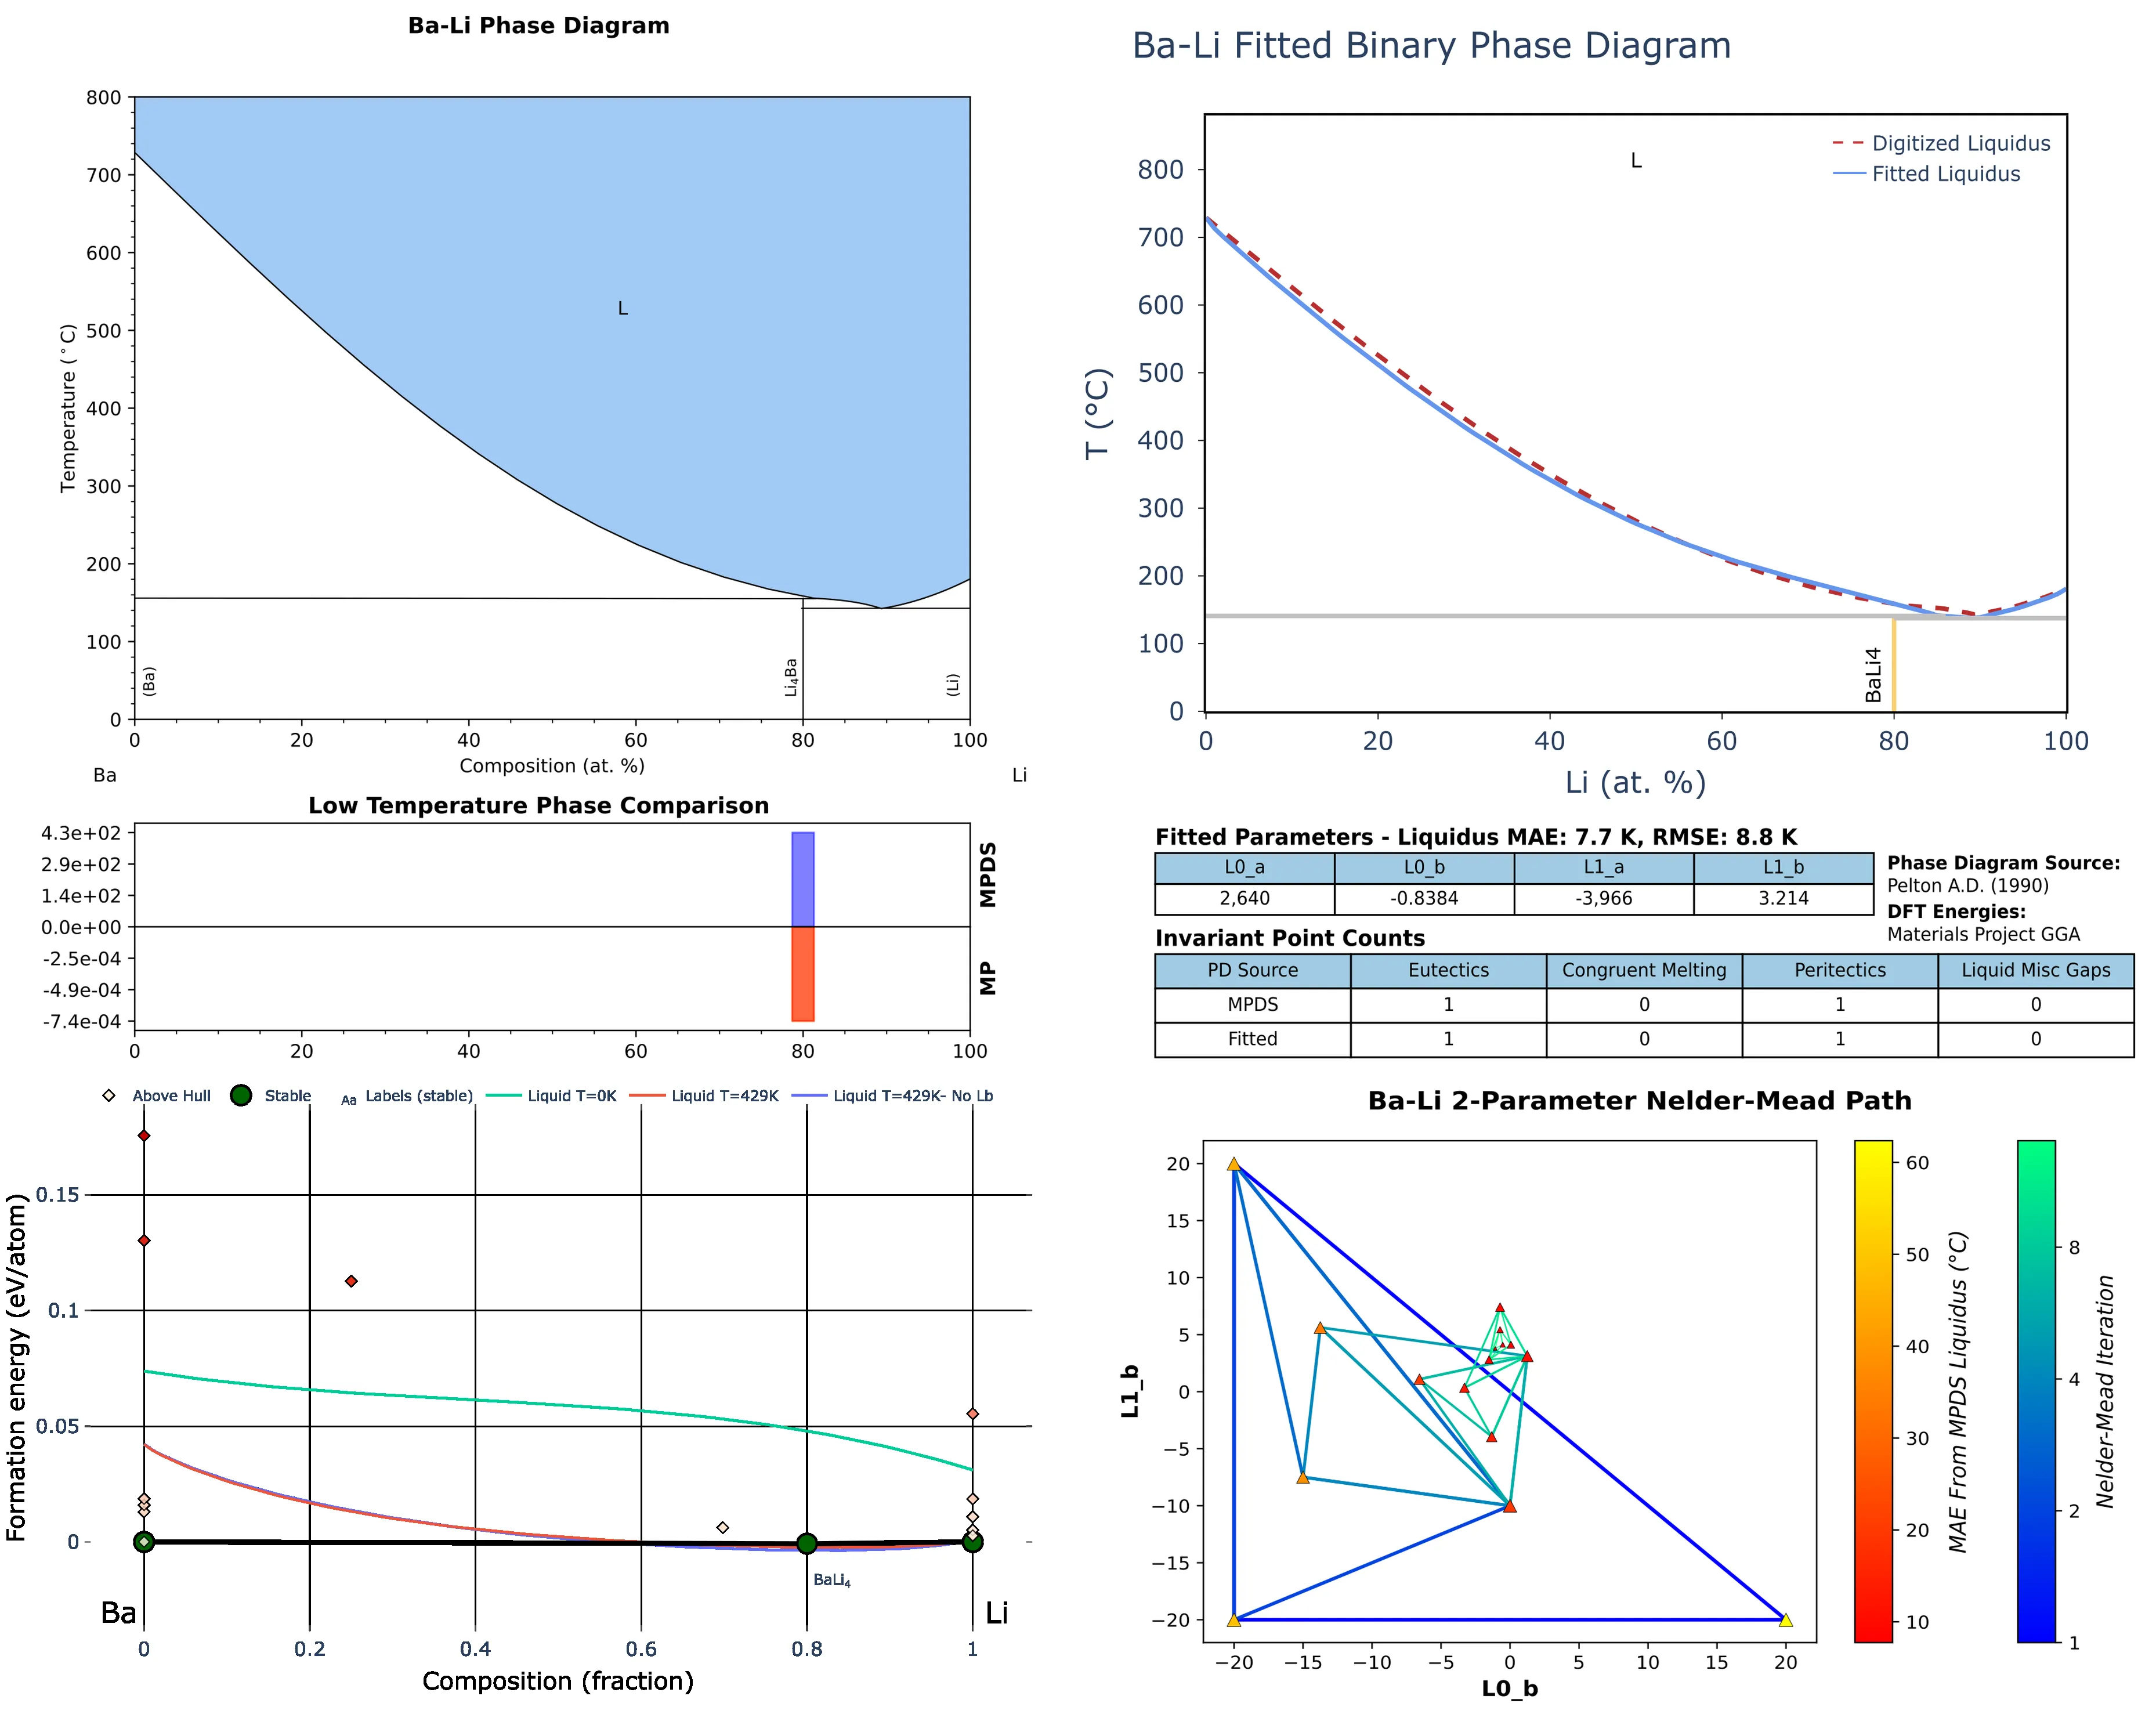 Ba-Li Phase Diagram
800
700
600
500
400
300
200
100
0
Temperature (°C)
L
(Ba)
Li4Ba
(Li)
0 20 40 60 80 100
Composition (at. %)
Ba
Li
Ba-Li Fitted Binary Phase Diagram
L
Digitized Liquidus
Fitted Liquidus
800
700
600
500
400
300
200
100
0
T (°C)
BaLi4
0 20 40 60 80 100
Li (at. %)
Low Temperature Phase Comparison
4.3e+02
2.9e+02
1.4e+02
0.0e+00
-2.5e-04
-4.9e-04
-7.4e-04
MPDS
MP
0 20 40 60 80 100
Fitted Parameters - Liquidus MAE: 7.7 K, RMSE: 8.8 K
L0_a L0_b L1_a L1_b
2,640 -0.8384 -3,966 3.214
Phase Diagram Source:
Pelton A.D. (1990)
DFT Energies:
Materials Project GGA
Invariant Point Counts
PD Source Eutectics Congruent Melting Peritectics Liquid Misc Gaps
MPDS 1 0 1 0
Fitted 1 0 1 0
Above Hull Stable Aa Labels (stable) Liquid T=0K Liquid T=429K Liquid T=429K- No Lb
0.15
0.1
0.05
0
Formation energy (eV/atom)
BaLi4
Ba
Li
0 0.2 0.4 0.6 0.8 1
Composition (fraction)
Ba-Li 2-Parameter Nelder-Mead Path
20
15
10
5
0
−5
−10
−15
−20
L1_b
−20 −15 −10 −5 0 5 10 15 20
L0_b
60
50
40
30
20
10
MAE From MPDS Liquidus (°C)
8
4
2
1
Nelder-Mead Iteration